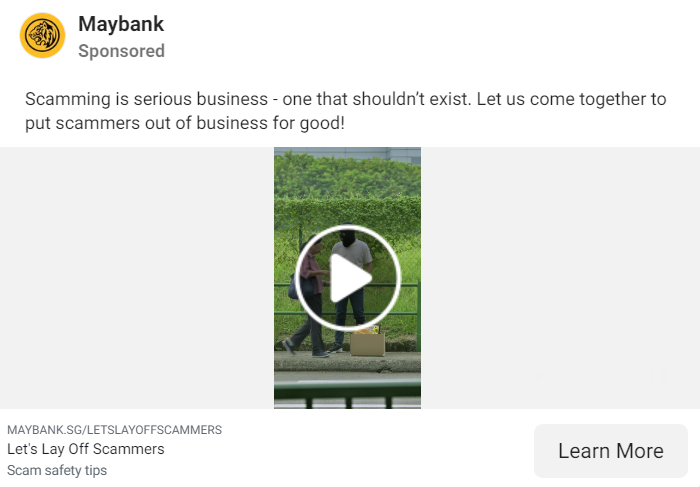 Maybank
Sponsored
Scamming is serious business - one that shouldn’t exist. Let us come together to
put scammers out of business for good!
MAYBANK.SG/LETSLAYOFFSCAMMERS
Let's Lay Off Scammers
Scam safety tips
Learn More